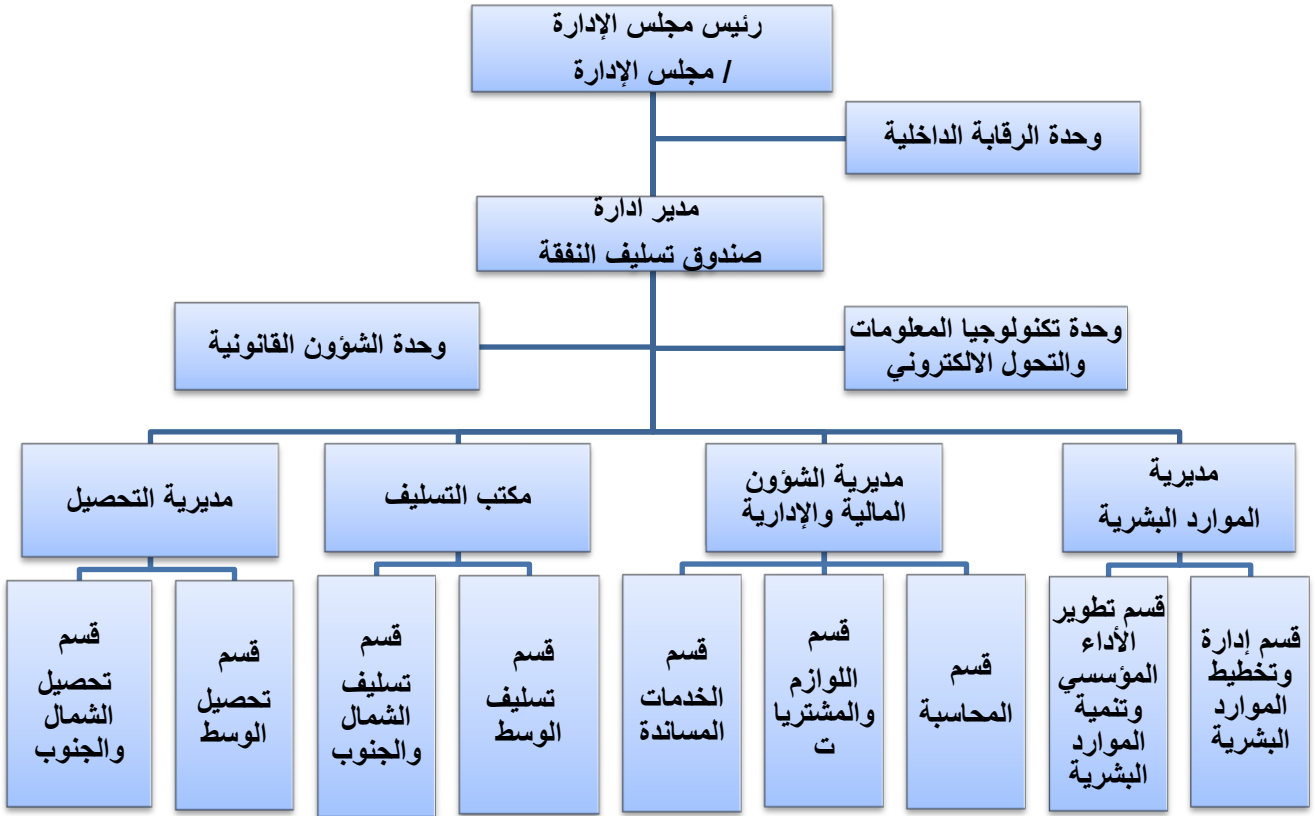 رئيس مجلس الإدارة
/ مجلس الإدارة
وحدة الرقابة الداخلية
مدير ادارة
صندوق تسليف النفقة
وحدة تكنولوجيا المعلومات
والتحول الالكتروني
وحدة الشؤون القانونية
مديرية
الموارد البشرية
مديرية الشؤون
المالية والإدارية
مكتب التسليف
مديرية التحصيل
قسم إدارة
وتخطيط
الموارد
البشرية
قسم تطوير
الأداء
المؤسسي
وتنمية
الموارد
البشرية
قسم
المحاسبة
قسم
اللوازم
والمشتريا
ت
قسم
الخدمات
المساندة
قسم
تسليف
الوسط
قسم
تسليف
الشمال
والجنوب
قسم
تحصيل
الوسط
قسم
تحصيل
الشمال
والجنوب